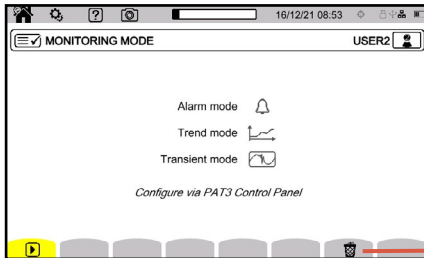 16/12/21 08:53
MONITORING MODE
USER2
Alarm mode
Trend mode
Transient mode
Configure via PAT3 Control Panel